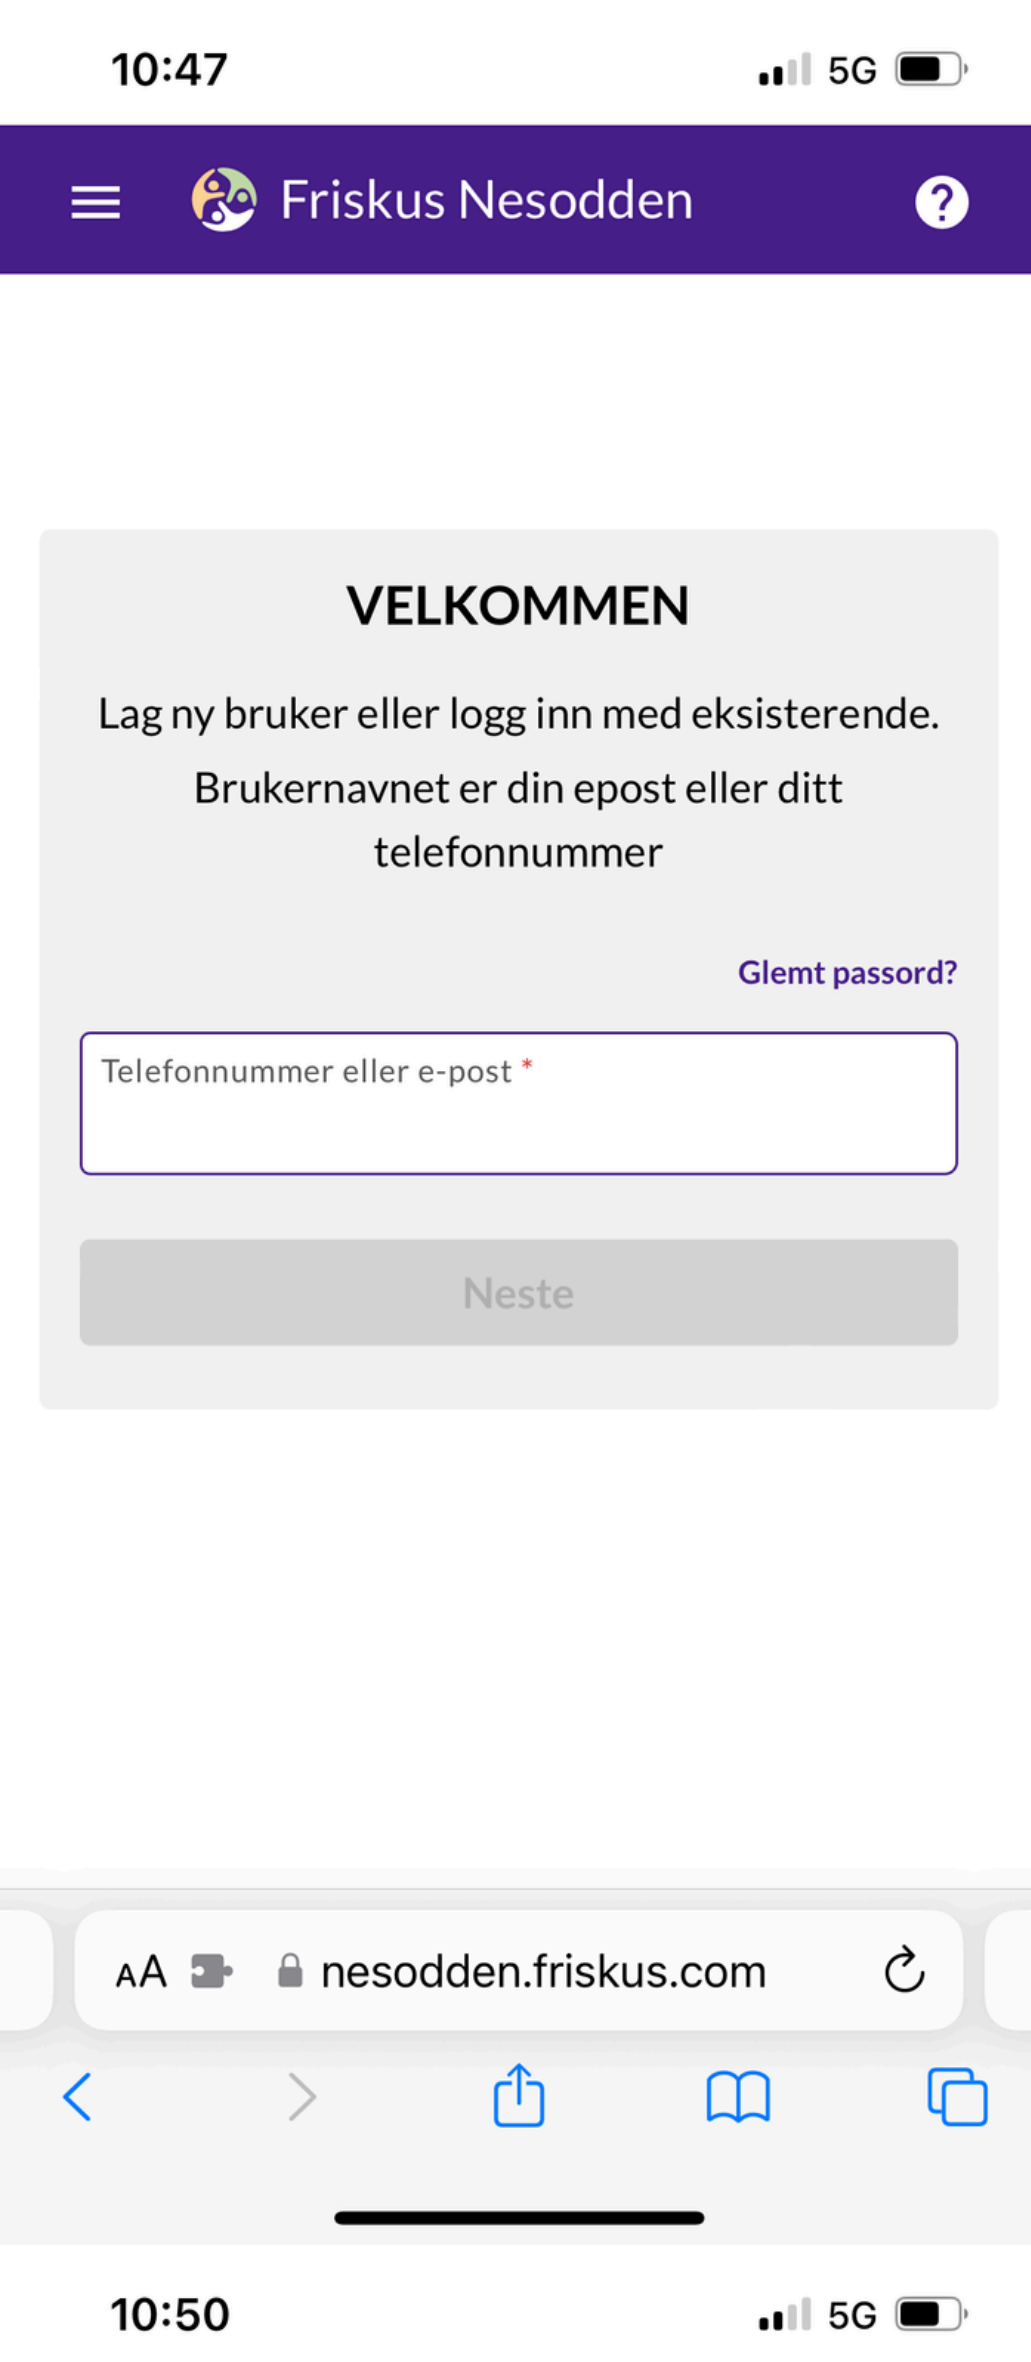 10:47
5G
Friskus Nesodden
?
VELKOMMEN
Lag ny bruker eller logg inn med eksisterende.
Brukernavnet er din epost eller ditt
telefonnummer
Glemt passord?
Telefonnummer eller e-post *
Neste
AA
nesodden.friskus.com
10:50
5G